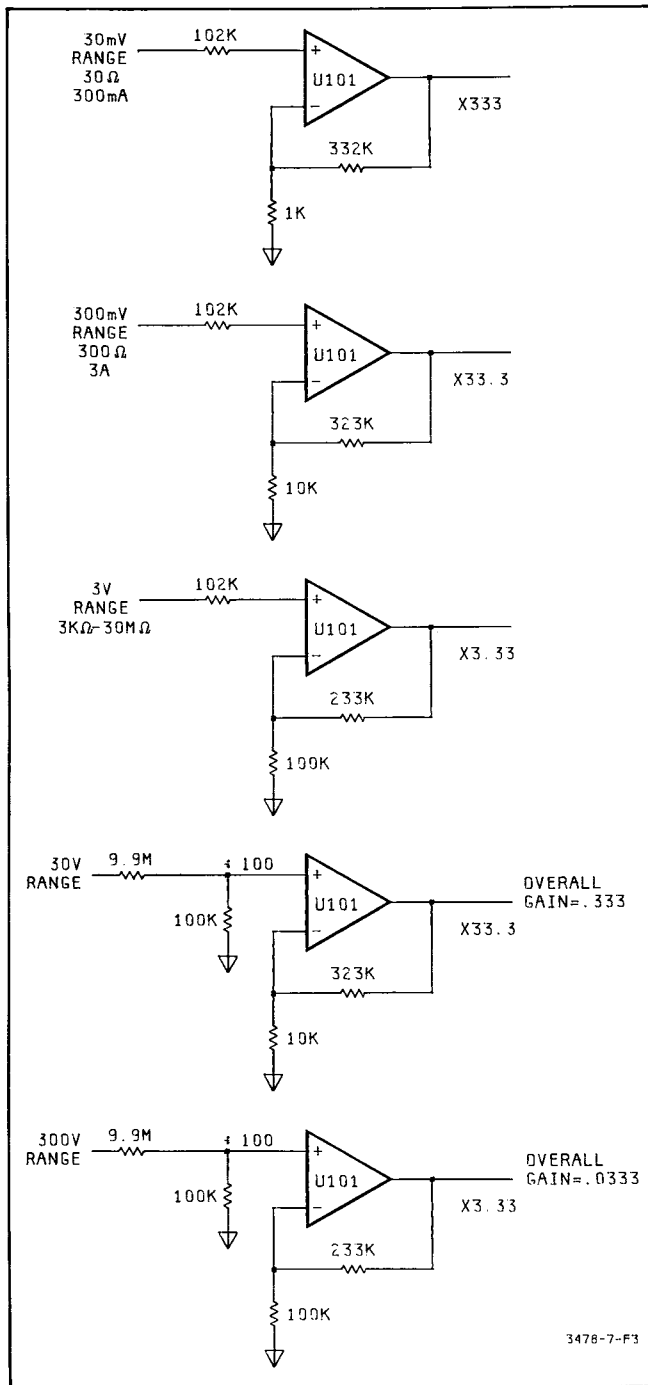 30mV
RANGE
30Ω
300mA
102K
+
U101
-
X333
332K
1K
300mV
RANGE
300Ω
3A
102K
+
U101
-
X33.3
323K
10K
3V
RANGE
3KΩ-30MΩ
102K
+
U101
-
X3.33
233K
100K
30V
RANGE
9.9M
÷ 100
100K
+
U101
-
OVERALL
GAIN=.333
X33.3
323K
10K
300V
RANGE
9.9M
÷ 100
100K
+
U101
-
OVERALL
GAIN=.0333
X3.33
233K
100K
3478-7-F3